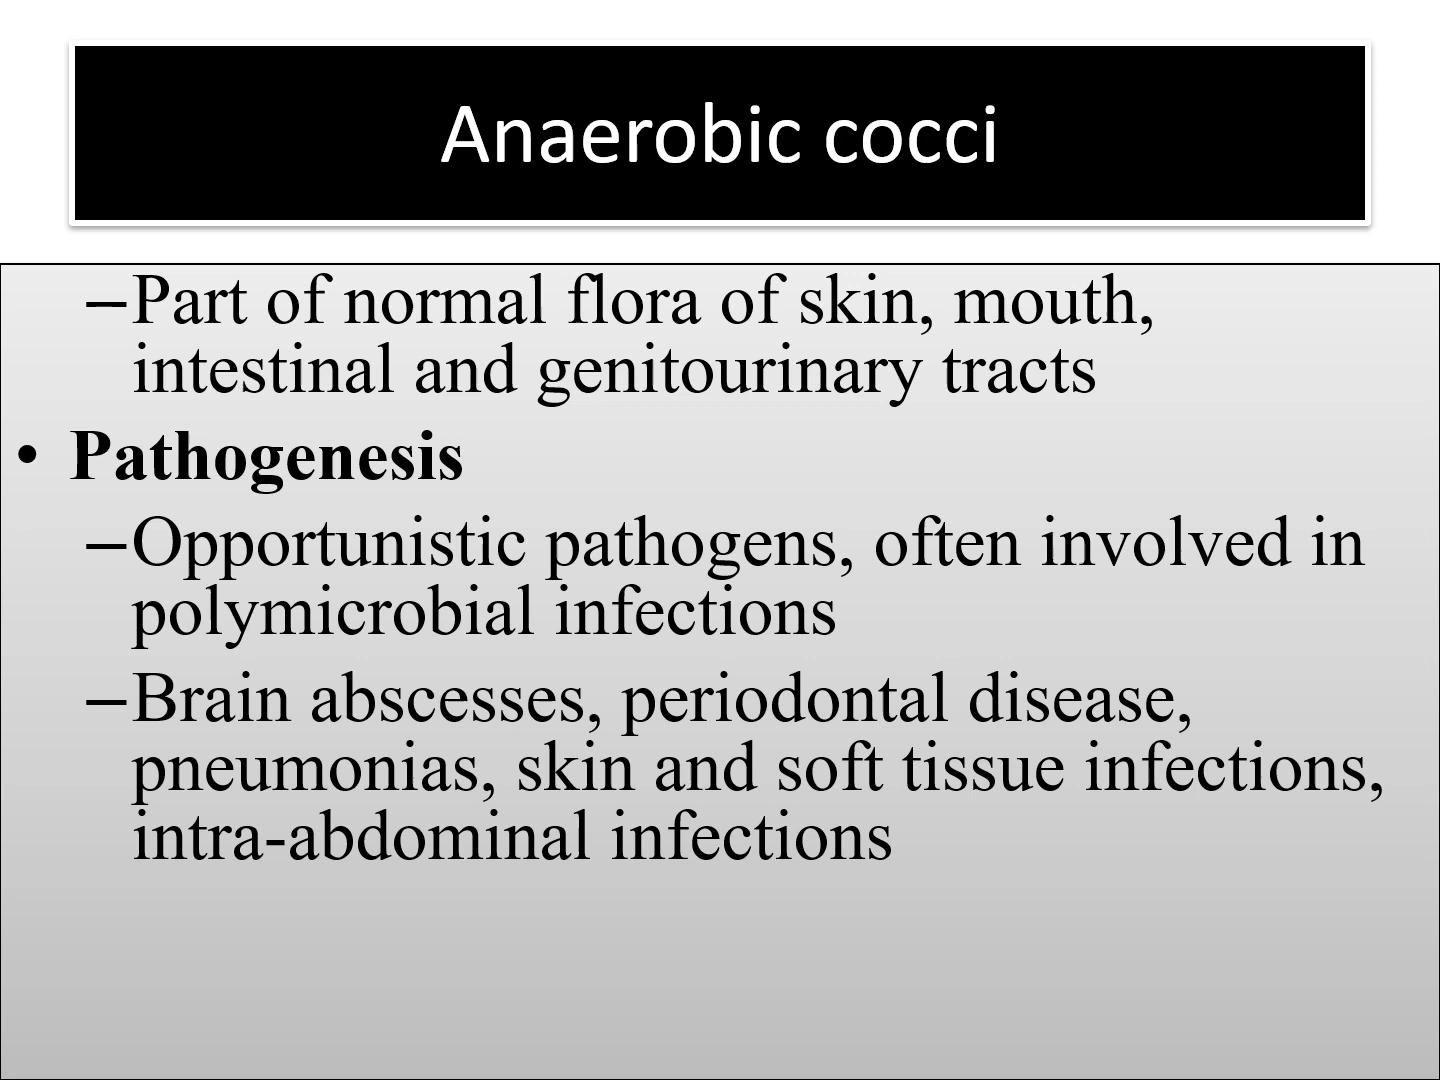 Anaerobic cocci
–Part of normal flora of skin, mouth,
intestinal and genitourinary tracts
• Pathogenesis
–Opportunistic pathogens, often involved in
polymicrobial infections
–Brain abscesses, periodontal disease,
pneumonias, skin and soft tissue infections,
intra-abdominal infections